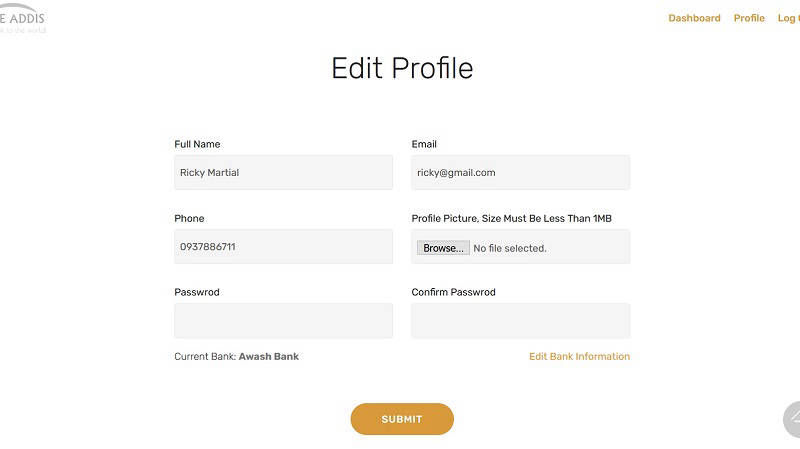 E ADDIS
to the world!
Dashboard Profile Log
Edit Profile
Full Name Email
Ricky Martial ricky@gmail.com
Phone Profile Picture, Size Must Be Less Than 1MB
0937886711 Browse... No file selected.
Passwrod Confirm Passwrod
Current Bank: Awash Bank Edit Bank Information
SUBMIT